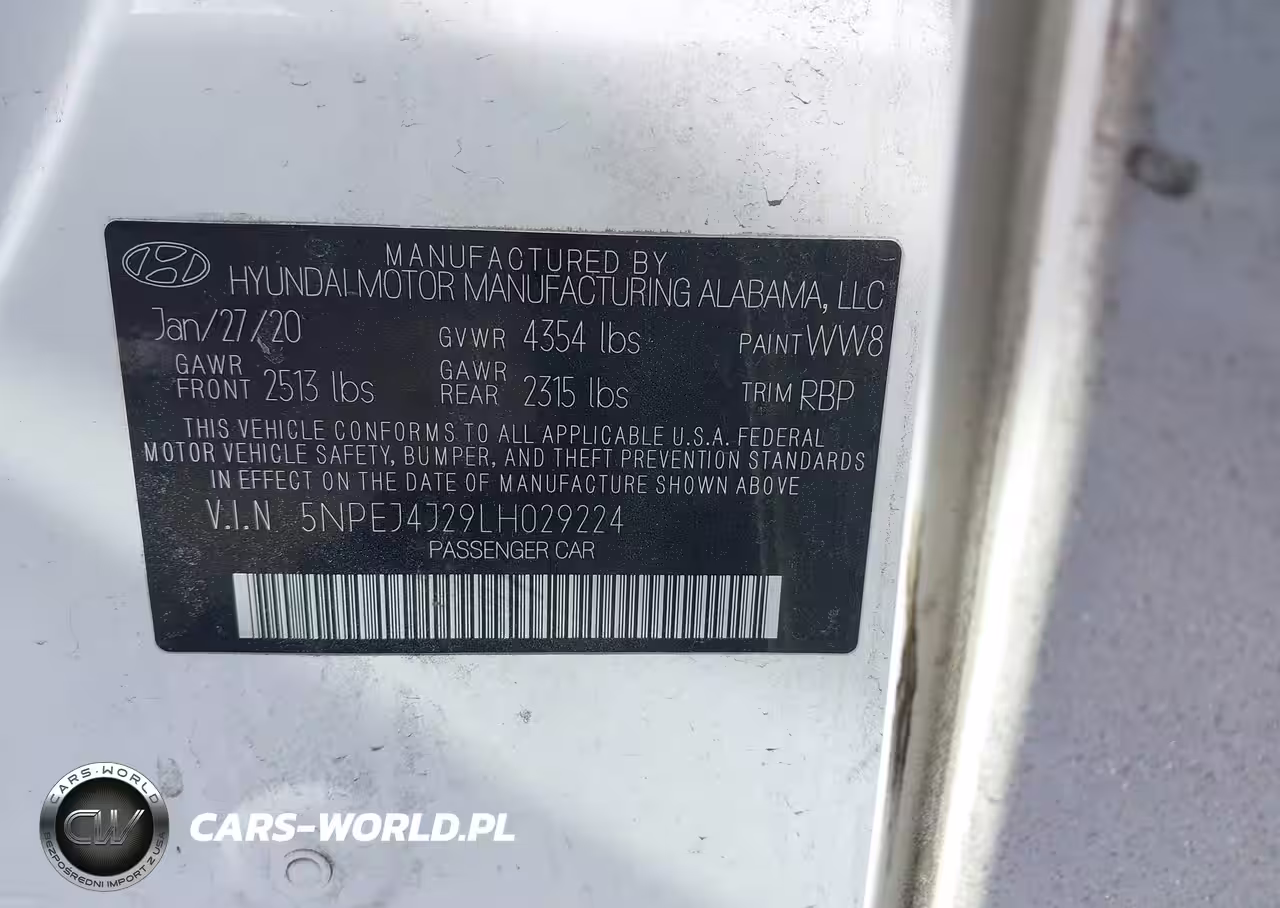 MANUFACTURED BY
HYUNDAI MOTOR MANUFACTURING ALABAMA, LLC
Jan/27/20 GVWR 4354 lbs PAINT WW8
GAWR FRONT 2513 lbs GAWR REAR 2315 lbs TRIM RBP
THIS VEHICLE CONFORMS TO ALL APPLICABLE U.S.A. FEDERAL
MOTOR VEHICLE SAFETY, BUMPER, AND THEFT PREVENTION STANDARDS
IN EFFECT ON THE DATE OF MANUFACTURE SHOWN ABOVE
V.I.N 5NPEJ4J29LH029224
PASSENGER CAR
CARS-WORLD
CW
BEZPOŚREDNI IMPORT Z USA
CARS-WORLD.PL